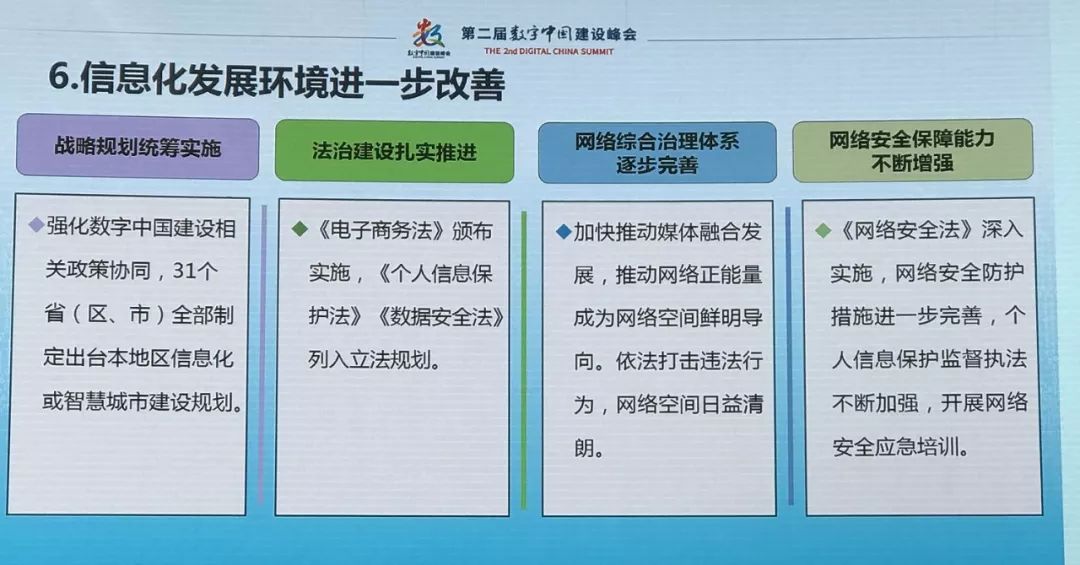 数字中国建设峰会
第二届数字中国建设峰会
THE 2nd DIGITAL CHINA SUMMIT
6.信息化发展环境进一步改善
战略规划统筹实施
强化数字中国建设相
关政策协同，31个
省（区、市）全部制
定出台本地区信息化
或智慧城市建设规划。
法治建设扎实推进
《电子商务法》颁布
实施，《个人信息保
护法》《数据安全法》
列入立法规划。
网络综合治理体系
逐步完善
加快推动媒体融合发
展，推动网络正能量
成为网络空间鲜明导
向。依法打击违法行
为，网络空间日益清
朗。
网络安全保障能力
不断增强
《网络安全法》深入
实施，网络安全防护
措施进一步完善，个
人信息保护监督执法
不断加强，开展网络
安全应急培训。